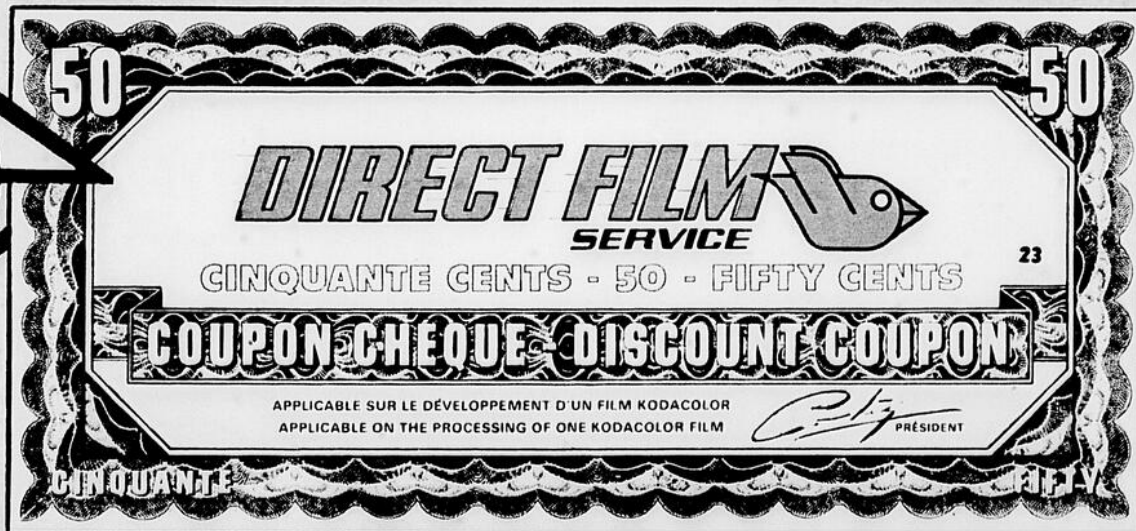 50 50
DIRECT FILM
SERVICE
23
CINQUANTE CENTS - 50 - FIFTY CENTS
COUPON CHÈQUE - DISCOUNT COUPON
APPLICABLE SUR LE DÉVELOPPEMENT D'UN FILM KODACOLOR
APPLICABLE ON THE PROCESSING OF ONE KODACOLOR FILM
PRÉSIDENT
CINQUANTE FIFTY